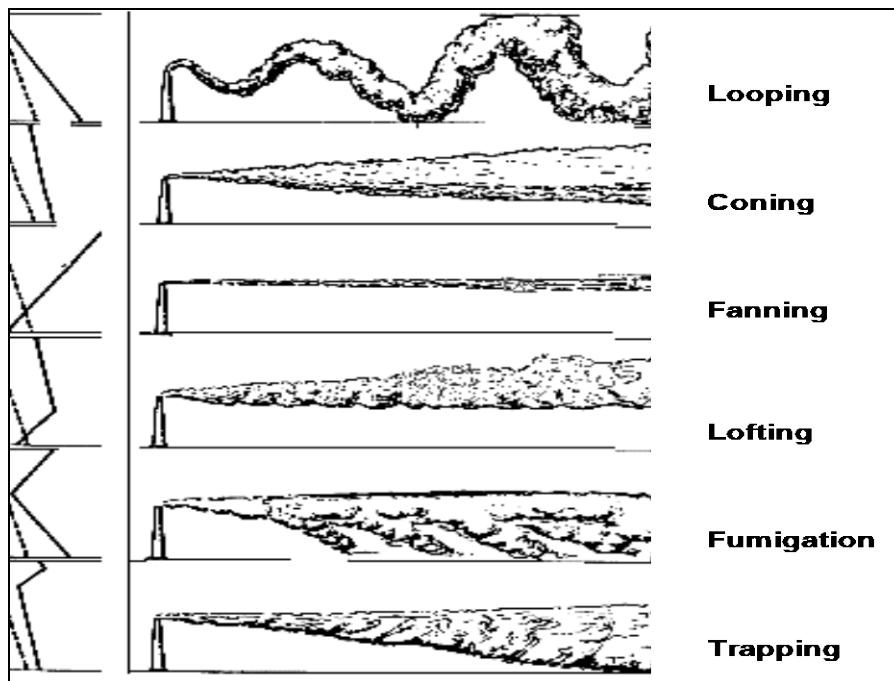 Looping
Coning
Fanning
Lofting
Fumigation
Trapping